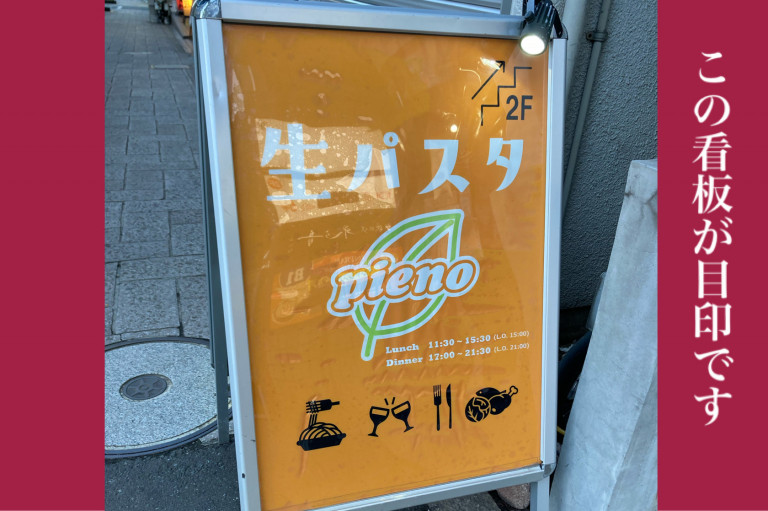 2F
生パスタ
pieno
Lunch 11:30 - 15:30 (L.O. 15:00)
Dinner 17:00 - 21:30 (L.O. 21:00)
この看板が目印です